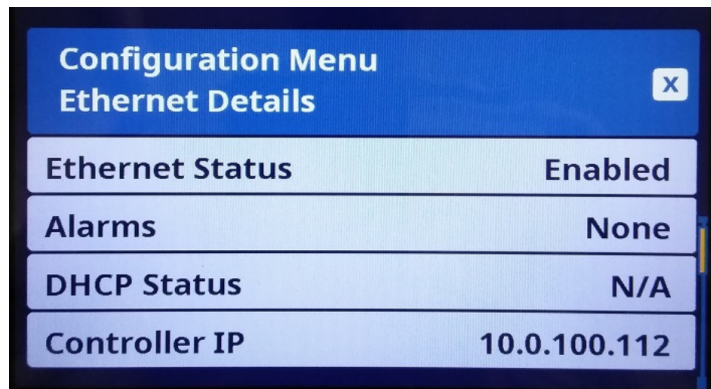 Configuration Menu
Ethernet Details
X
Ethernet Status Enabled
Alarms None
DHCP Status N/A
Controller IP 10.0.100.112